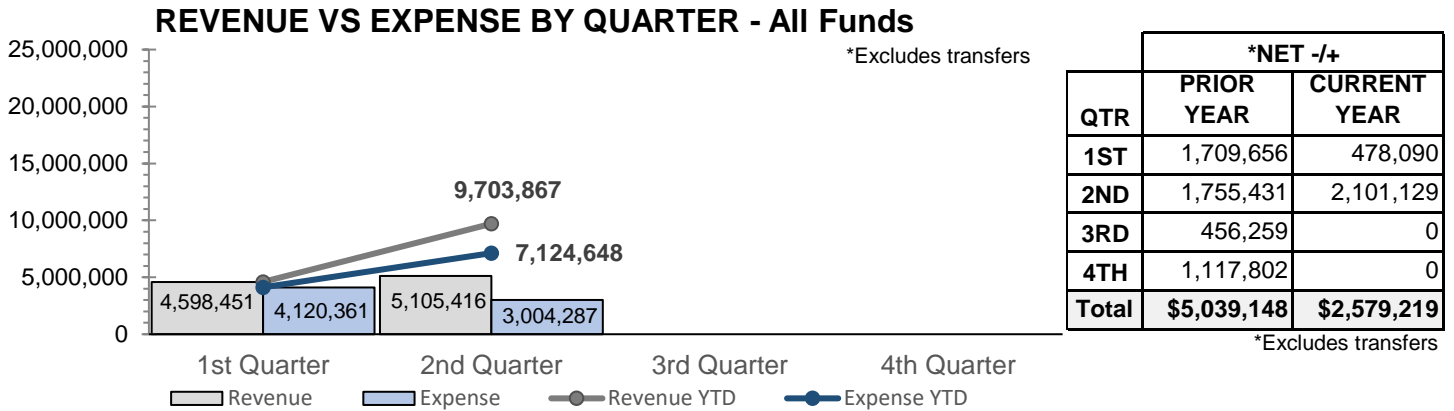 REVENUE VS EXPENSE BY QUARTER - All Funds
*Excludes transfers
25,000,000
20,000,000
15,000,000
10,000,000
5,000,000
0
9,703,867
7,124,648
4,598,451
4,120,361
5,105,416
3,004,287
1st Quarter 2nd Quarter 3rd Quarter 4th Quarter
Revenue Expense Revenue YTD Expense YTD
*NET -/+
PRIOR CURRENT
QTR YEAR YEAR
1ST 1,709,656 478,090
2ND 1,755,431 2,101,129
3RD 456,259 0
4TH 1,117,802 0
Total $5,039,148 $2,579,219
*Excludes transfers